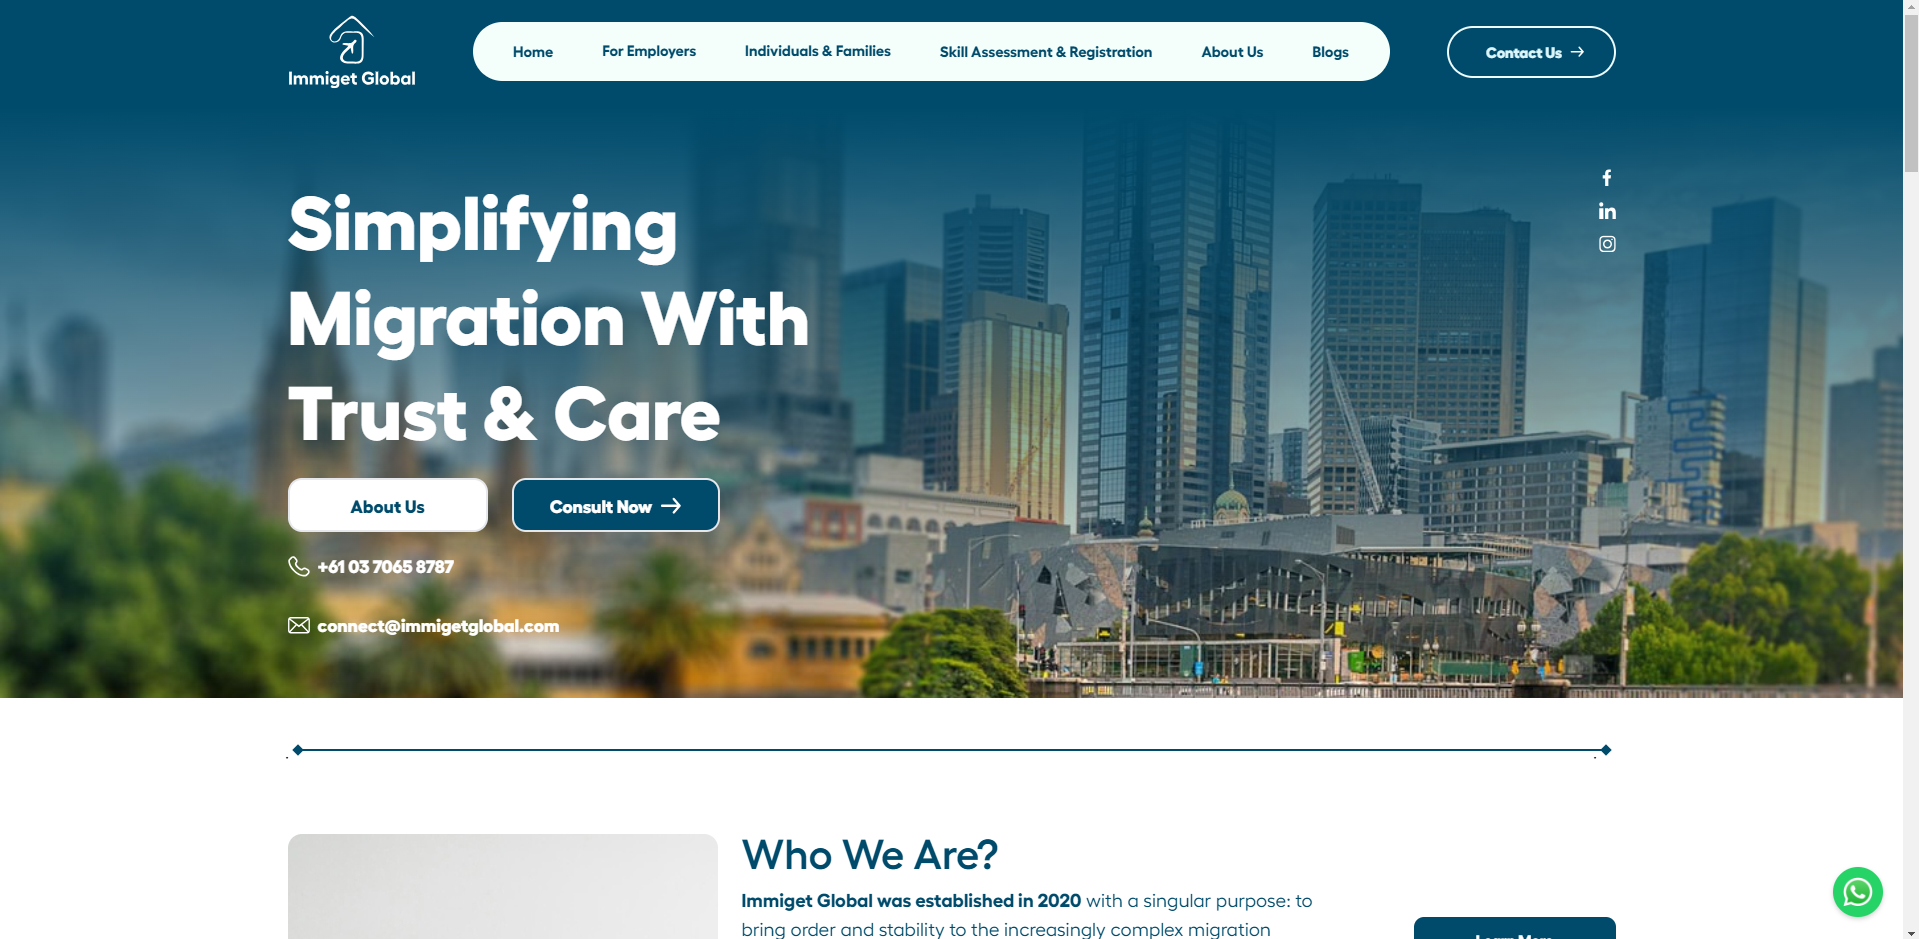 Immiget Global
Home
For Employers
Individuals & Families
Skill Assessment & Registration
About Us
Blogs
Contact Us
Simplifying
Migration With
Trust & Care
About Us
Consult Now
+61 03 7065 8787
connect@immigetglobal.com
Who We Are?
Immiget Global was established in 2020 with a singular purpose: to
bring order and stability to the increasingly complex migration
Learn More